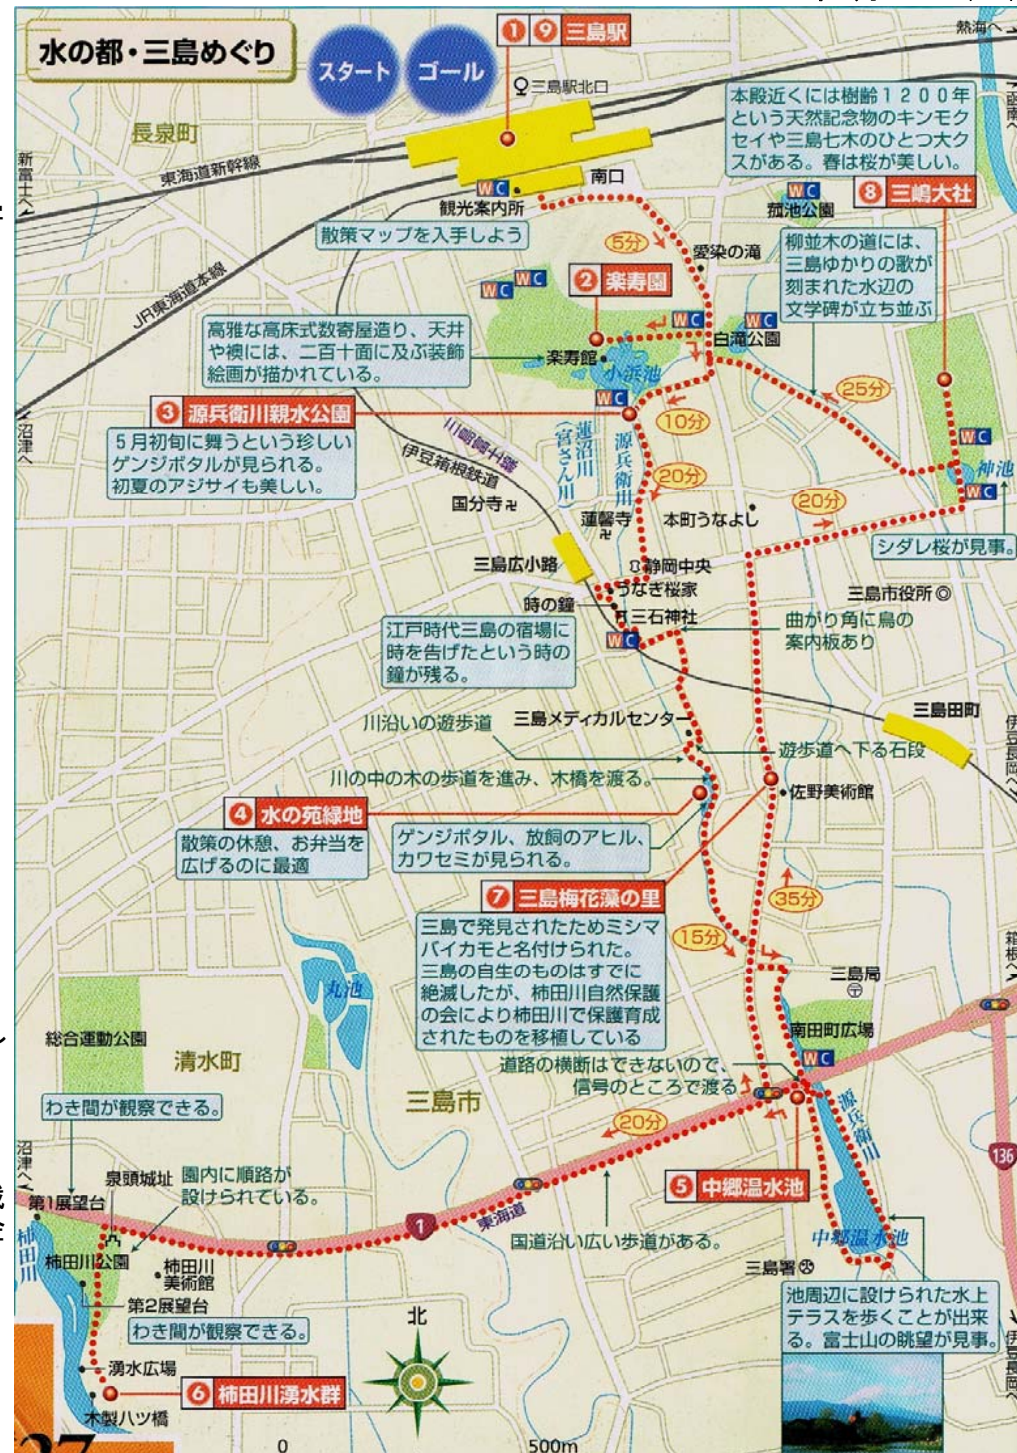 水の都・三島めぐり
スタート
ゴール
① ⑨ 三島駅
三島駅北口
熱海へ
函南へ
長泉町
新富士へ
東海道新幹線
WC
観光案内所
南口
散策マップを入手しよう
JR東海道本線
沼津へ
本殿近くには樹齢1200年
という天然記念物のキンモク
セイや三島七木のひとつ大ク
スがある。春は桜が美しい。
⑧ 三嶋大社
WC
菰池公園
5分
愛染の滝
柳並木の道には、
三島ゆかりの歌が
刻まれた水辺の
文学碑が立ち並ぶ
② 楽寿園
WC
WC
WC
WC
白滝公園
高雅な高床式数寄屋造り、天井
や襖には、二百十面に及ぶ装飾
絵画が描かれている。
楽寿館
小浜池
WC
25分
10分
③ 源兵衛川親水公園
5月初旬に舞うという珍しい
ゲンジボタルが見られる。
初夏のアジサイも美しい。
伊豆箱根鉄道
蓮沼川
(宮さん川)
源兵衛川
20分
国分寺
蓮馨寺
本町うなよし
20分
WC
神池
WC
シダレ桜が見事。
三島広小路
静岡中央
うなぎ桜家
時の鐘
三石神社
WC
三島市役所
曲がり角に鳥の
案内板あり
江戸時代三島の宿場に
時を告げたという時の
鐘が残る。
三島田町
伊豆長岡へ
川沿いの遊歩道
三島メディカルセンター
遊歩道へ下る石段
川の中の木の歩道を進み、木橋を渡る。
佐野美術館
④ 水の苑緑地
散策の休憩、お弁当を
広げるのに最適
ゲンジボタル、放飼のアヒル、
カワセミが見られる。
⑦ 三島梅花藻の里
三島で発見されたためミシマ
バイカモと名付けられた。
三島の自生のものはすでに
絶滅したが、柿田川自然保護
の会により柿田川で保護育成
されたものを移植している
35分
15分
箱根へ
三島局
南田町広場
WC
丸池
総合運動公園
清水町
三島市
道路の横断はできないので、
信号のところで渡る
わき間が観察できる。
20分
源兵衛川
136
沼津へ
泉頭城址
園内に順路が
設けられている。
第1展望台
⑤ 中郷温水池
1
東海道
国道沿い広い歩道がある。
中郷温水池
三島署
柿田川
柿田川公園
柿田川
美術館
第2展望台
わき間が観察できる。
池周辺に設けられた水上
テラスを歩くことが出来
る。富士山の眺望が見事。
伊豆長岡へ
北
湧水広場
⑥ 柿田川湧水群
木製八ツ橋
0
500m